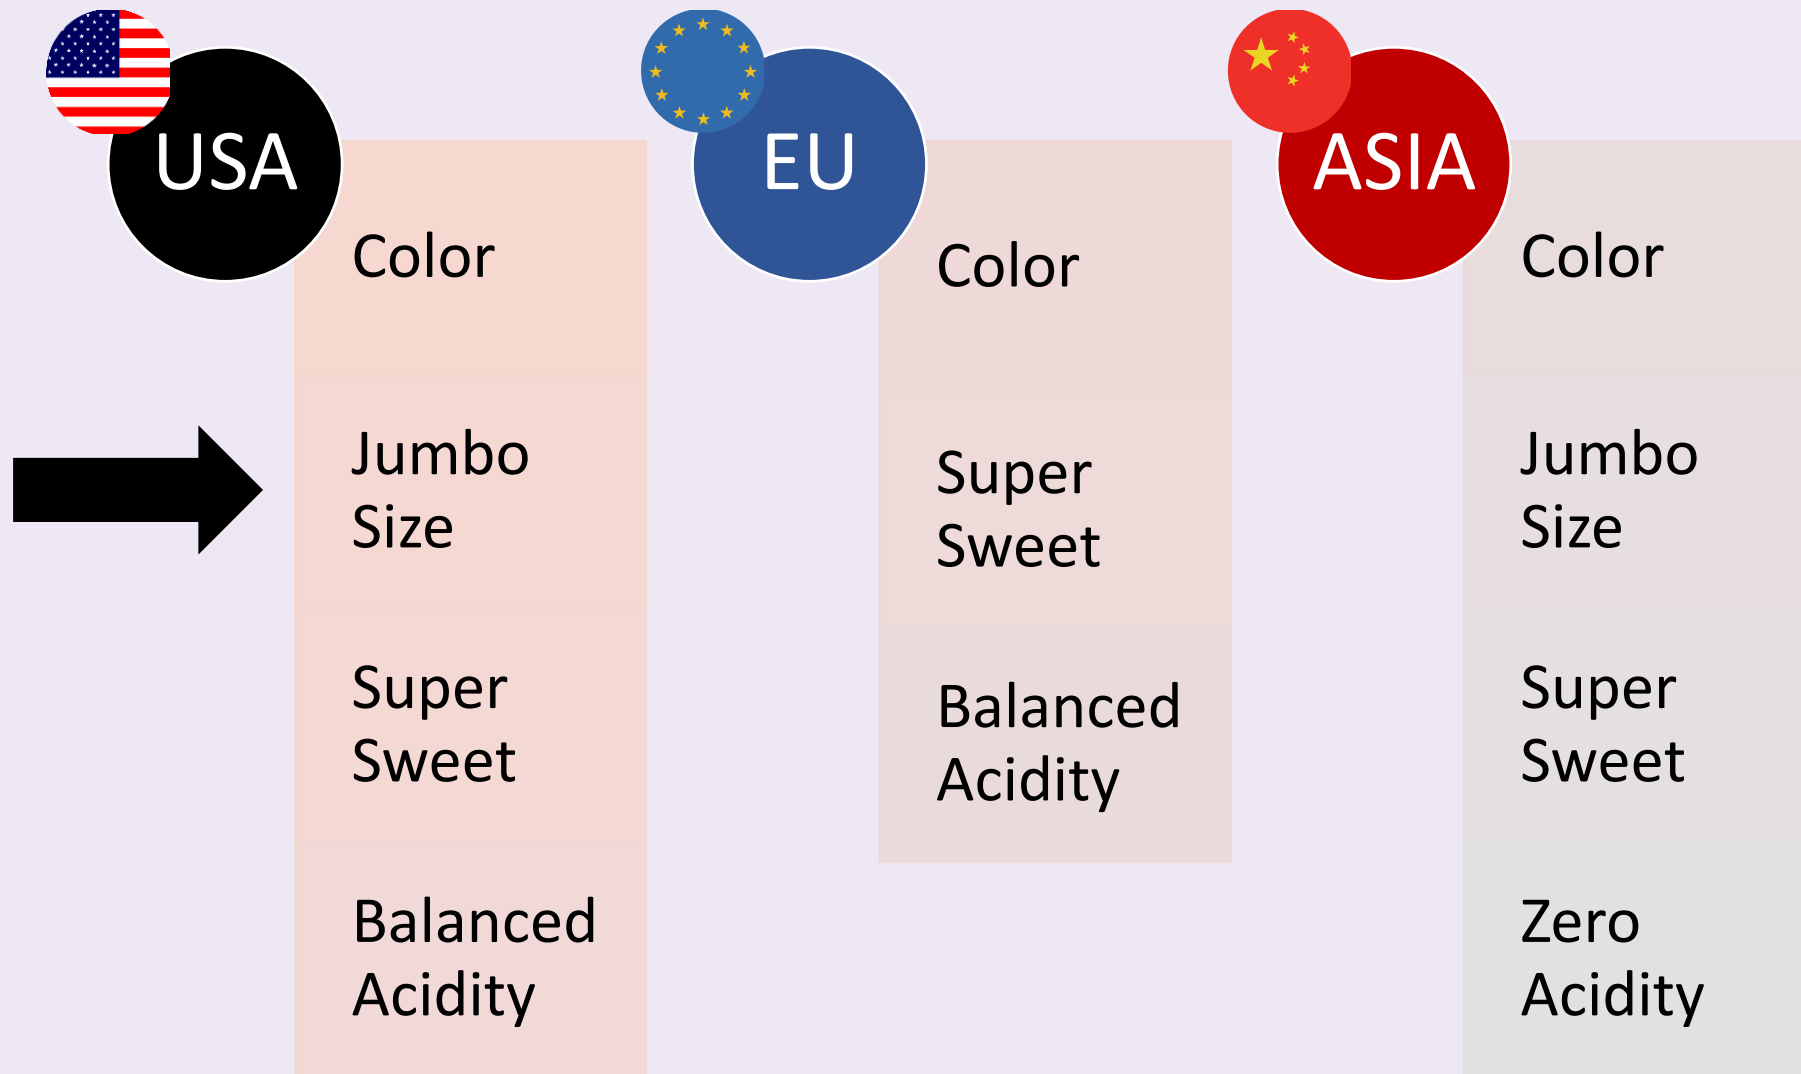 USA
Color
Jumbo
Size
Super
Sweet
Balanced
Acidity
EU
Color
Super
Sweet
Balanced
Acidity
ASIA
Color
Jumbo
Size
Super
Sweet
Zero
Acidity